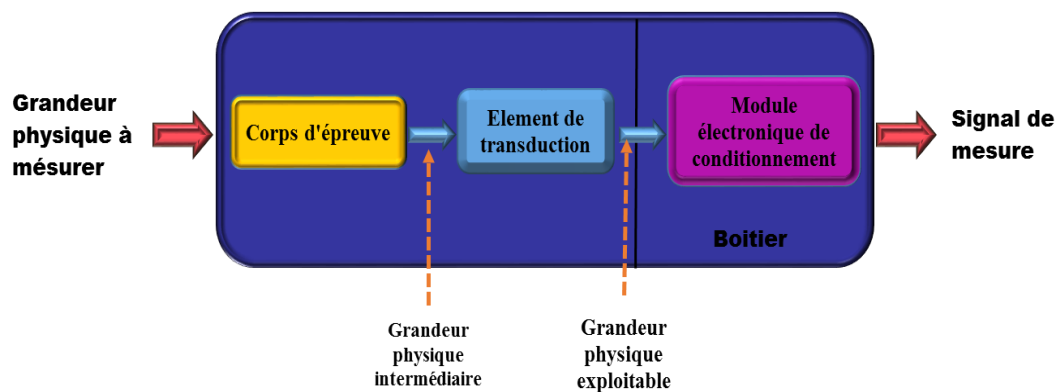 Grandeur
physique à
mésurer
Corps d'épreuve
Element de
transduction
Module
électronique de
conditionnement
Signal de
mesure
Boitier
Grandeur
physique
intermédiaire
Grandeur
physique
exploitable